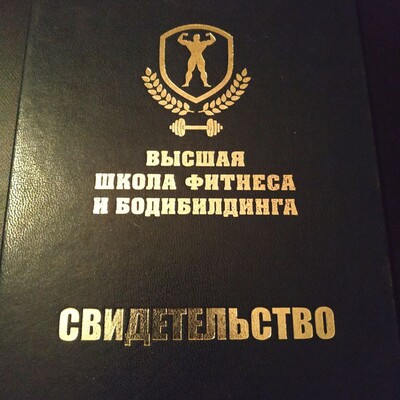 ВЫСШАЯ
ШКОЛА ФИТНЕСА
И БОДИБИЛДИНГА
СВИДЕТЕЛЬСТВО